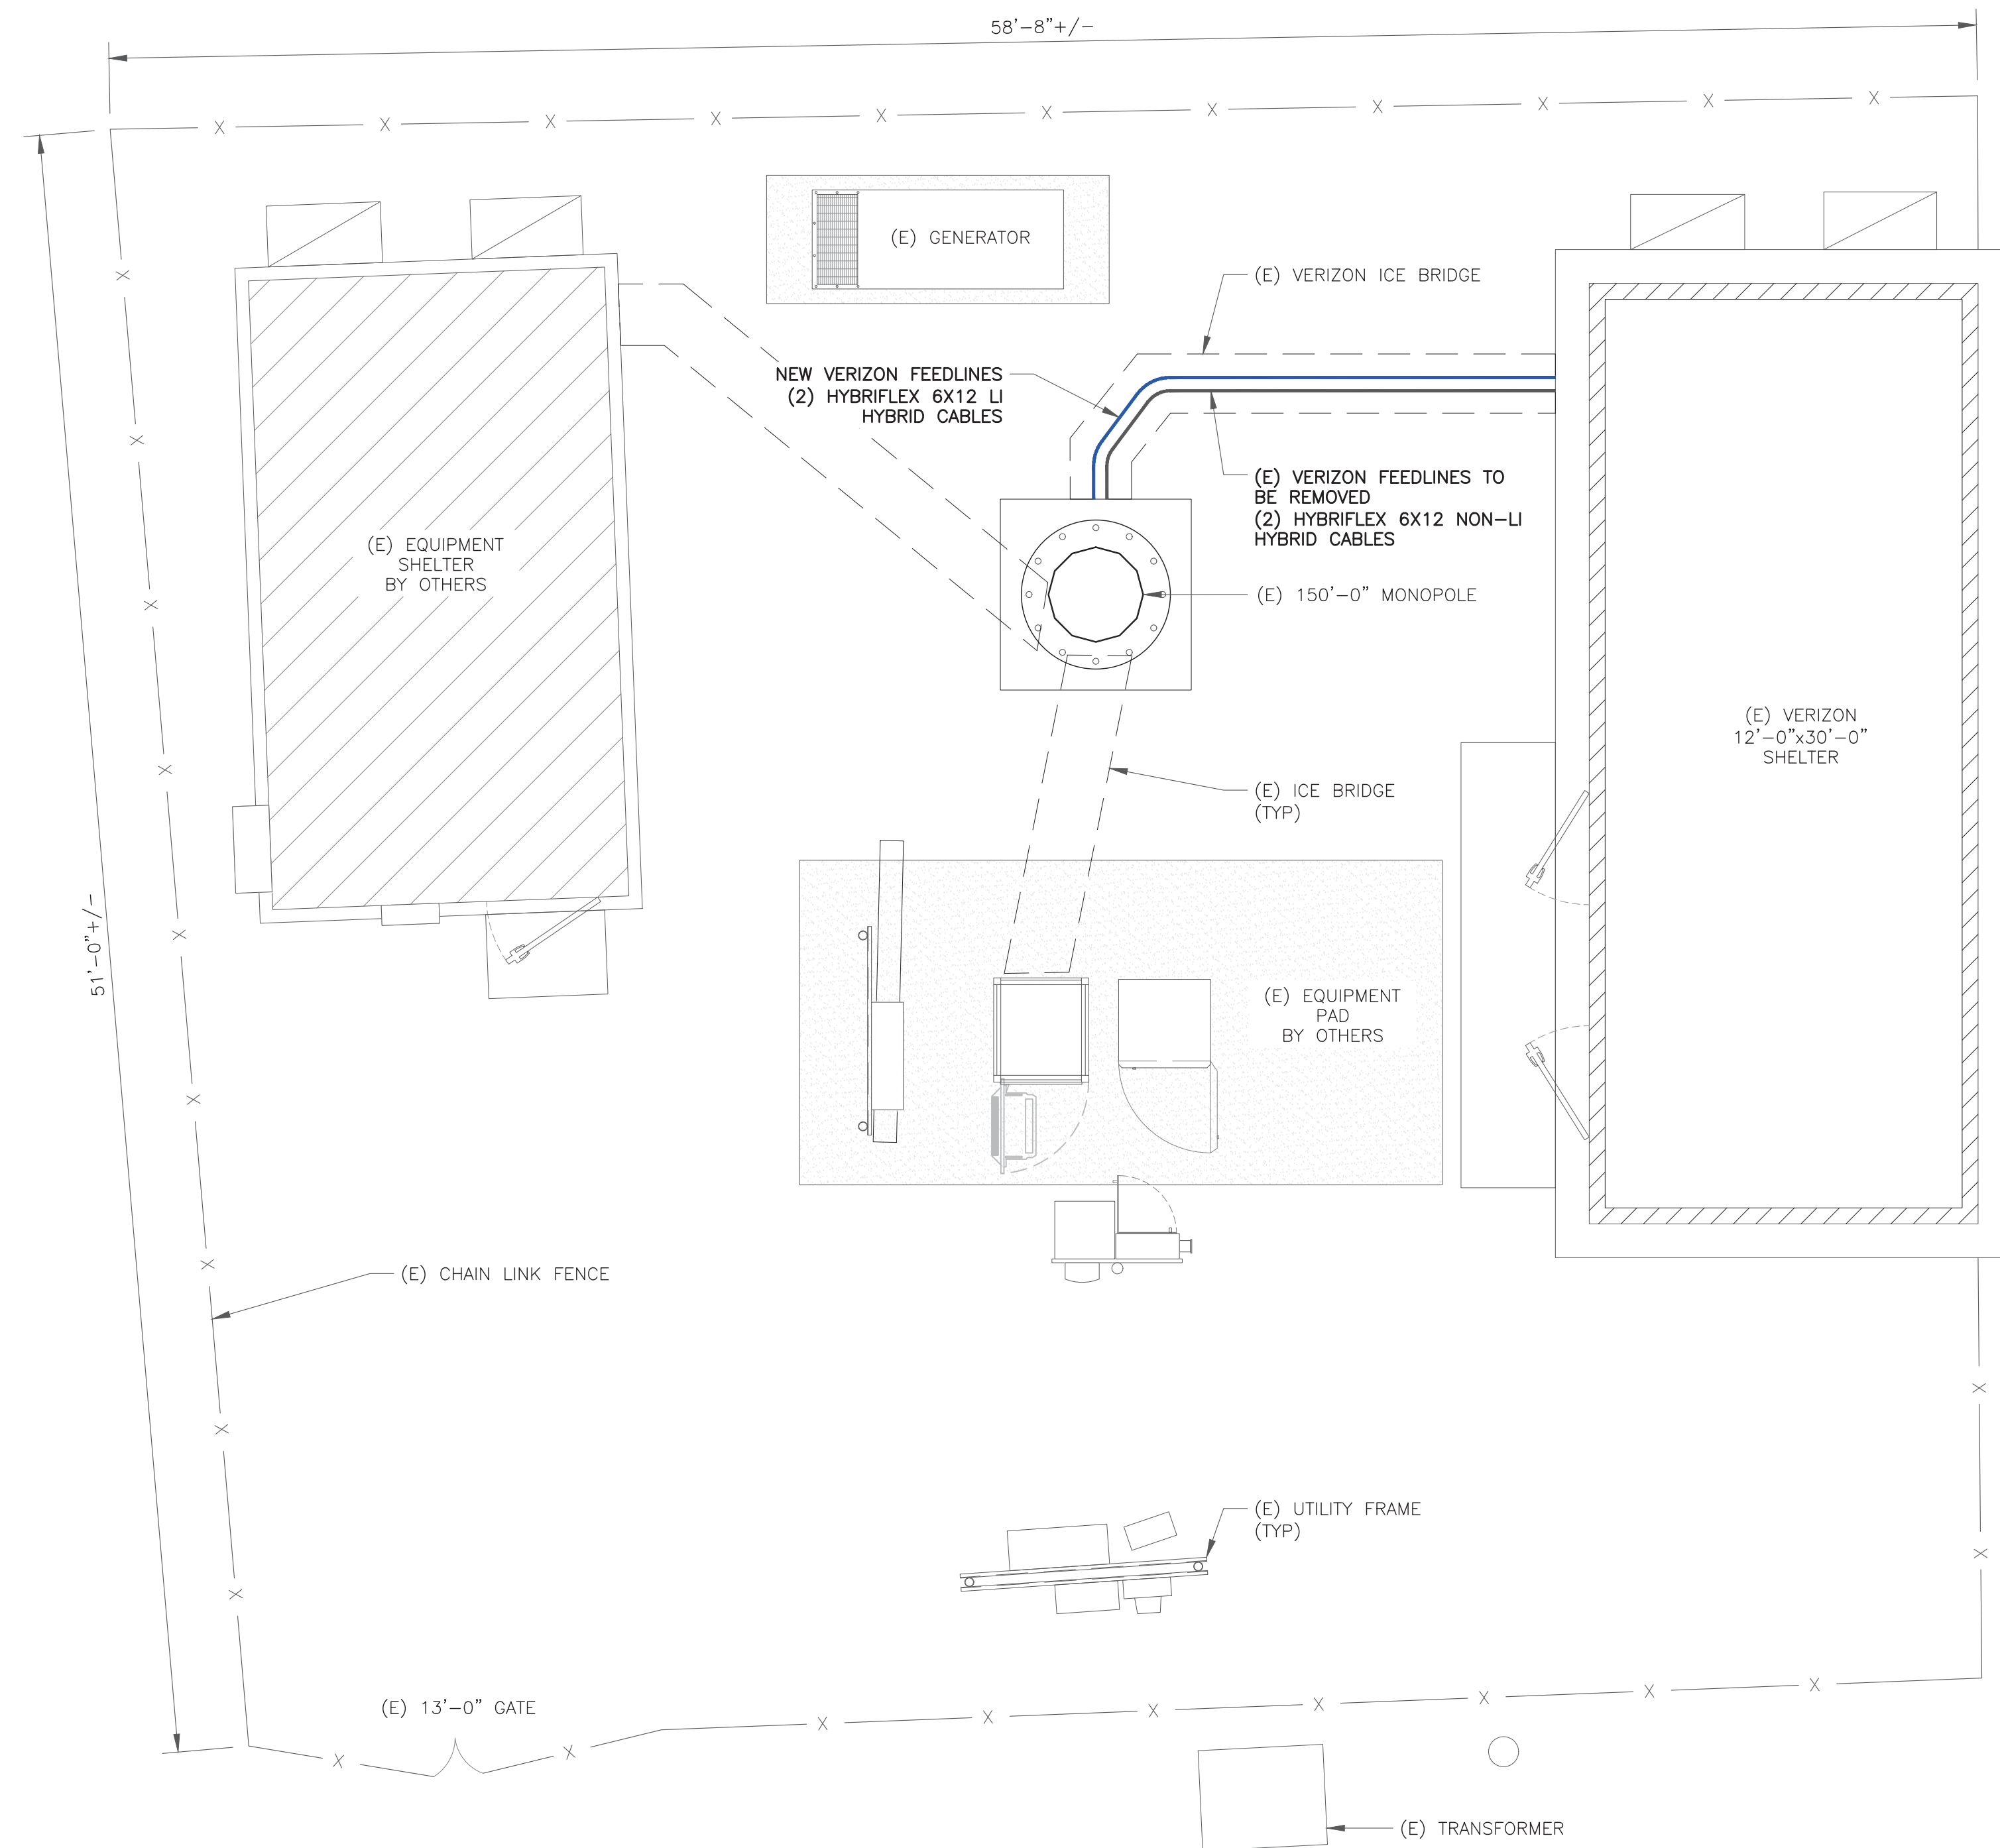 58'-8"+/-
(E) GENERATOR
(E) VERIZON ICE BRIDGE
NEW VERIZON FEEDLINES
(2) HYBRIFLEX 6X12 LI
HYBRID CABLES
(E) VERIZON FEEDLINES TO
BE REMOVED
(2) HYBRIFLEX 6X12 NON-LI
HYBRID CABLES
(E) EQUIPMENT
SHELTER
BY OTHERS
(E) 150'-0" MONOPOLE
(E) VERIZON
12'-0"x30'-0"
SHELTER
(E) ICE BRIDGE
(TYP)
51'-0"+/-
(E) EQUIPMENT
PAD
BY OTHERS
(E) CHAIN LINK FENCE
(E) UTILITY FRAME
(TYP)
(E) 13'-0" GATE
(E) TRANSFORMER